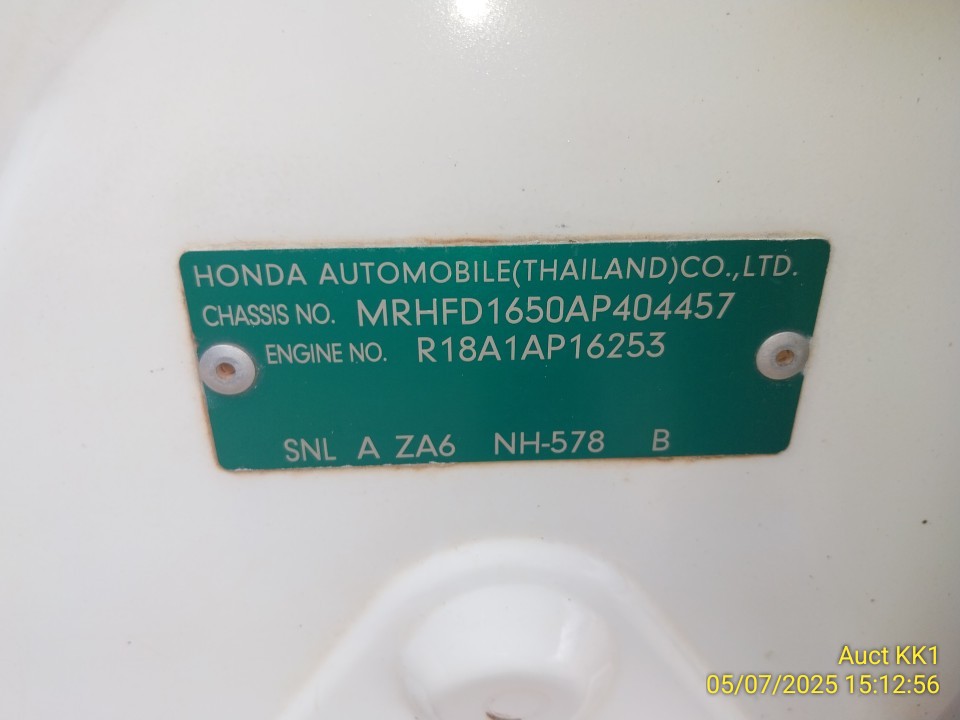 HONDA AUTOMOBILE(THAILAND)CO.,LTD.
CHASSIS NO. MRHFD1650AP404457
ENGINE NO. R18A1AP16253
SNL A ZA6 NH-578 B
Auct KK1
05/07/2025 15:12:56